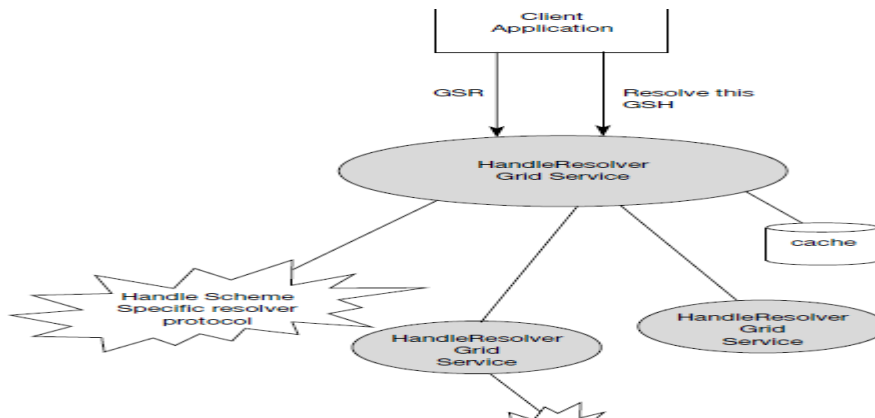 Client
Application
GSR
Resolve this
GSH
HandleResolver
Grid Service
cache
Handle Scheme
Specific resolver
protocol
HandleResolver
Grid
Service
HandleResolver
Grid
Service